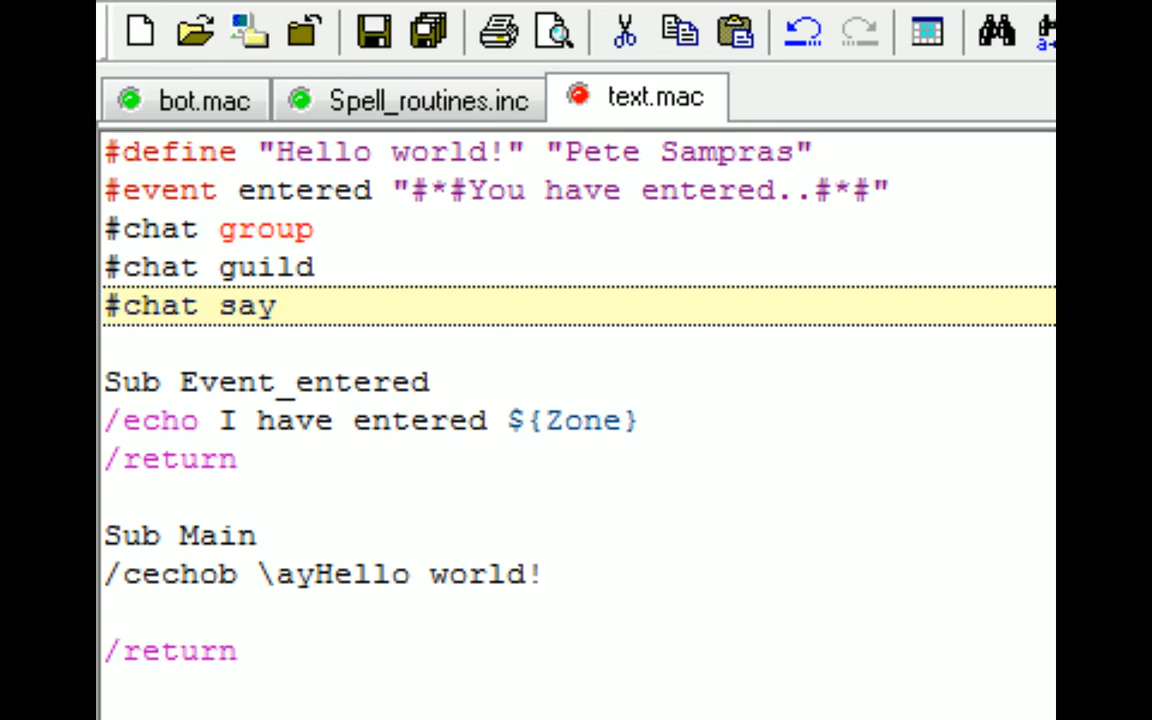 bot.mac Spell_routines.inc text.mac
#define "Hello world!" "Pete Sampras"
#event entered "#*#You have entered..#*#"
#chat group
#chat guild
#chat say
Sub Event_entered
/echo I have entered ${Zone}
/return
Sub Main
/cechob \ayHello world!
/return